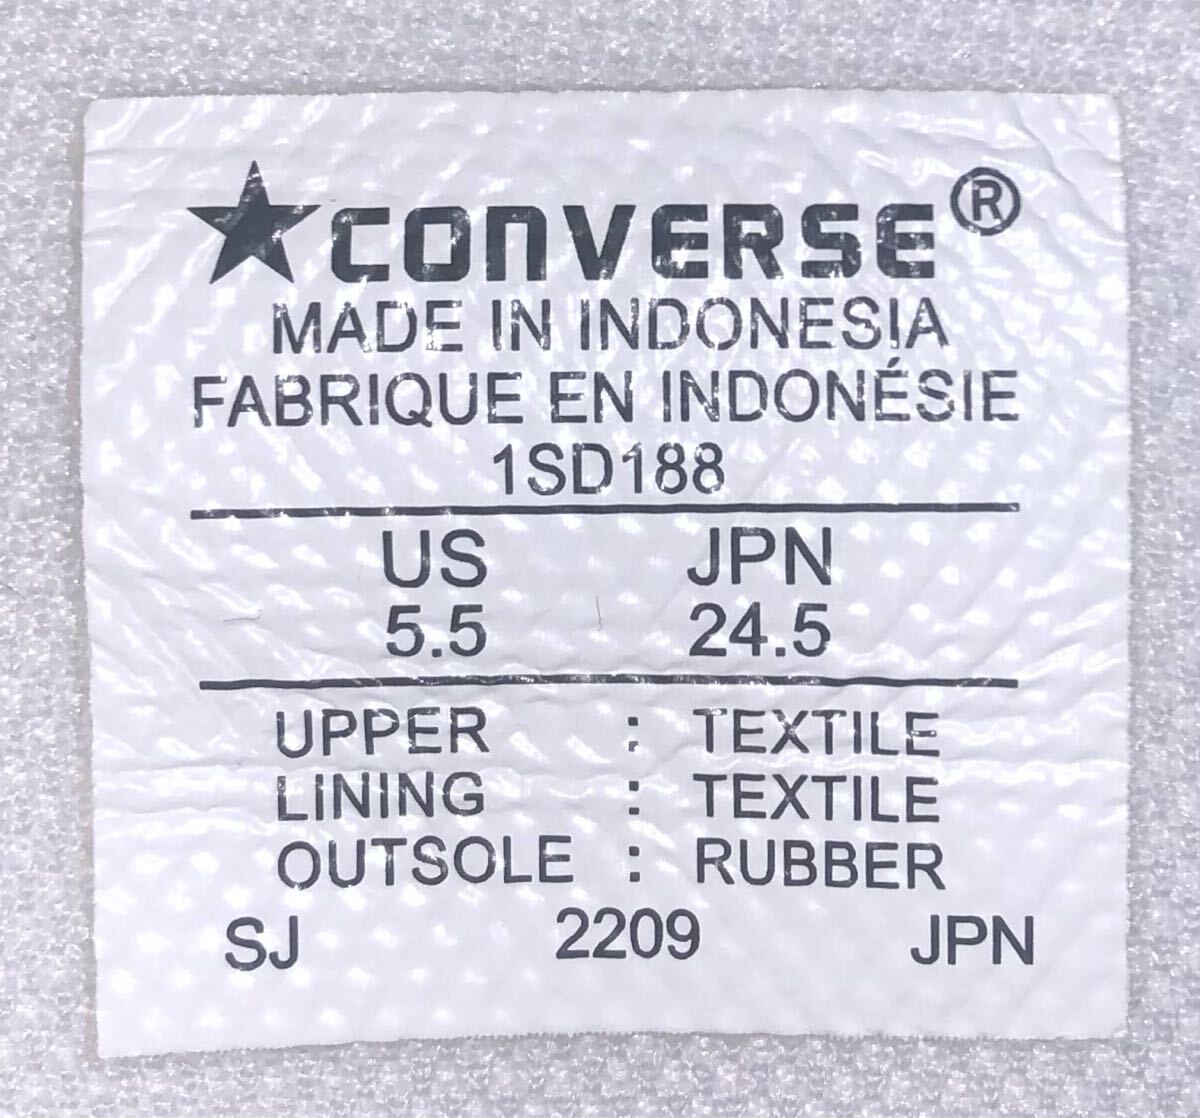 ★CONVERSE®
MADE IN INDONESIA
FABRIQUE EN INDONÉSIE
1SD188
US JPN
5.5 24.5
UPPER : TEXTILE
LINING : TEXTILE
OUTSOLE : RUBBER
SJ 2209 JPN